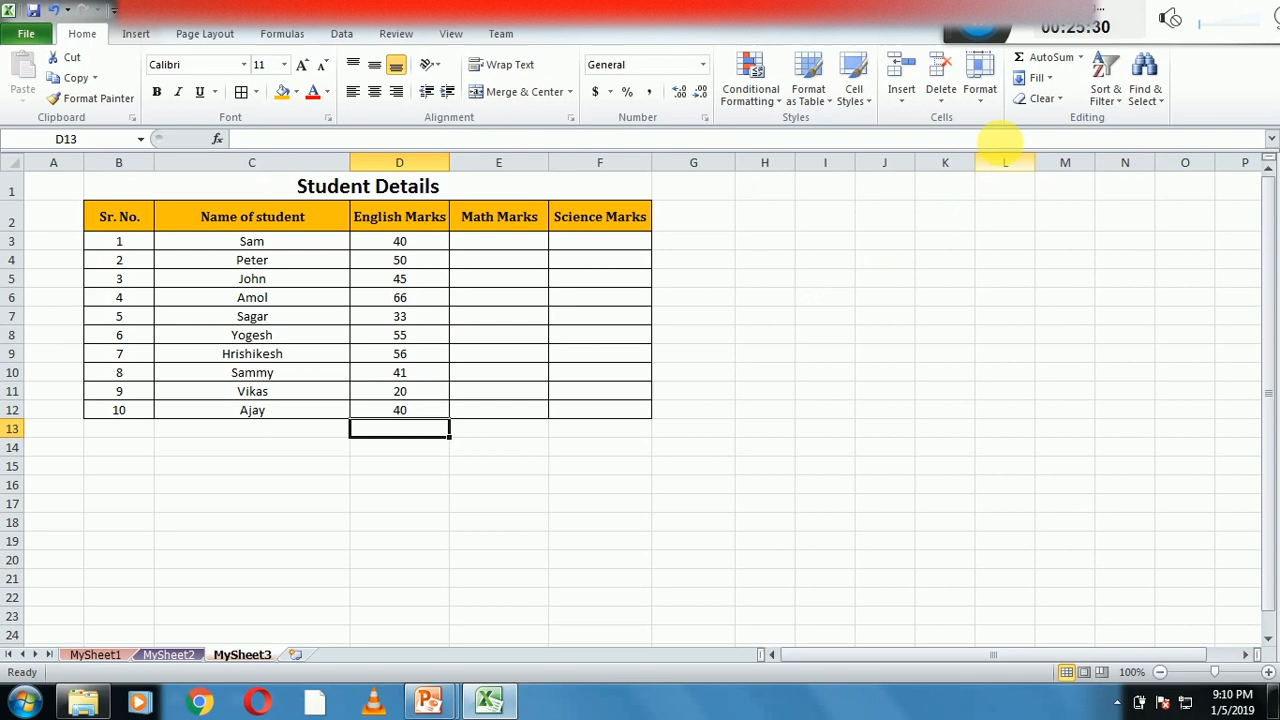 00:25:30
File Home Insert Page Layout Formulas Data Review View Team
Cut
Copy
Format Painter
Paste
Clipboard
Calibri 11
B I U
Font
Wrap Text
Merge & Center
Alignment
General
$ % ,
Number
Conditional Formatting
Format as Table
Cell Styles
Styles
Insert Delete Format
Cells
AutoSum
Fill
Clear
Sort & Filter
Find & Select
Editing
D13 fx
A B C D E F G H I J K L M N O P
1 Student Details
2 Sr. No. Name of student English Marks Math Marks Science Marks
3 1 Sam 40
4 2 Peter 50
5 3 John 45
6 4 Amol 66
7 5 Sagar 33
8 6 Yogesh 55
9 7 Hrishikesh 56
10 8 Sammy 41
11 9 Vikas 20
12 10 Ajay 40
13
14
15
16
17
18
19
20
21
22
23
24
MySheet1 MySheet2 MySheet3
Ready 100%
9:10 PM
1/5/2019